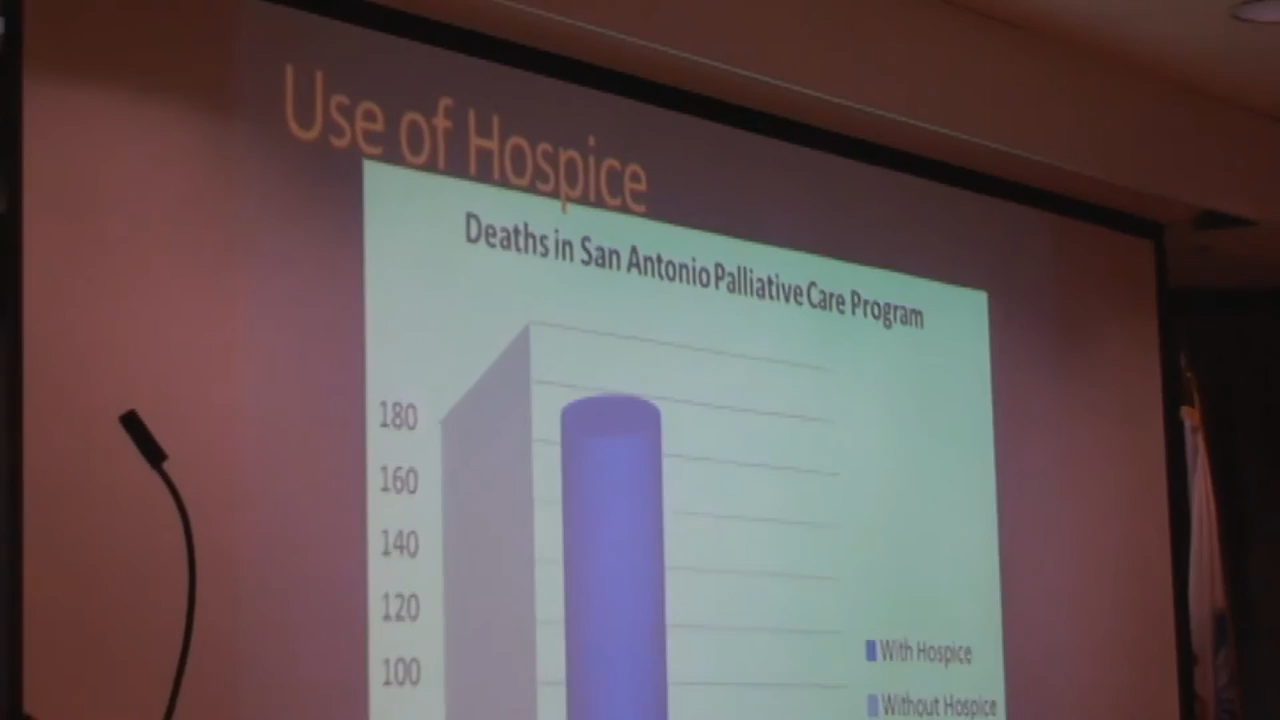 Use of Hospice
Deaths in San Antonio Palliative Care Program
180
160
140
120
100
With Hospice
Without Hospice